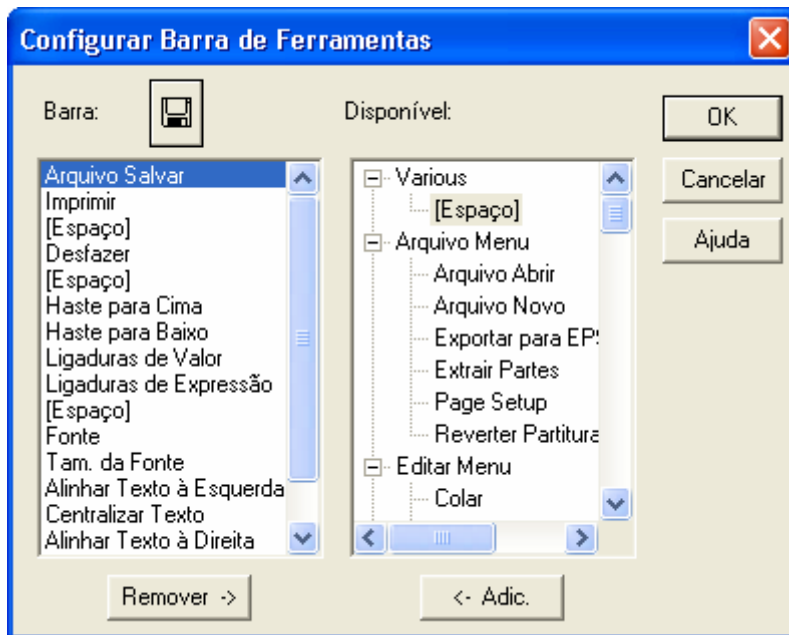 Configurar Barra de Ferramentas
Barra:
Disponível:
OK
Cancelar
Ajuda
Arquivo Salvar
Imprimir
[Espaço]
Desfazer
[Espaço]
Haste para Cima
Haste para Baixo
Ligaduras de Valor
Ligaduras de Expressão
[Espaço]
Fonte
Tam. da Fonte
Alinhar Texto à Esquerda
Centralizar Texto
Alinhar Texto à Direita
Various
[Espaço]
Arquivo Menu
Arquivo Abrir
Arquivo Novo
Exportar para EPS
Extrair Partes
Page Setup
Reverter Partitura
Editar Menu
Colar
Remover ->
<- Adic.